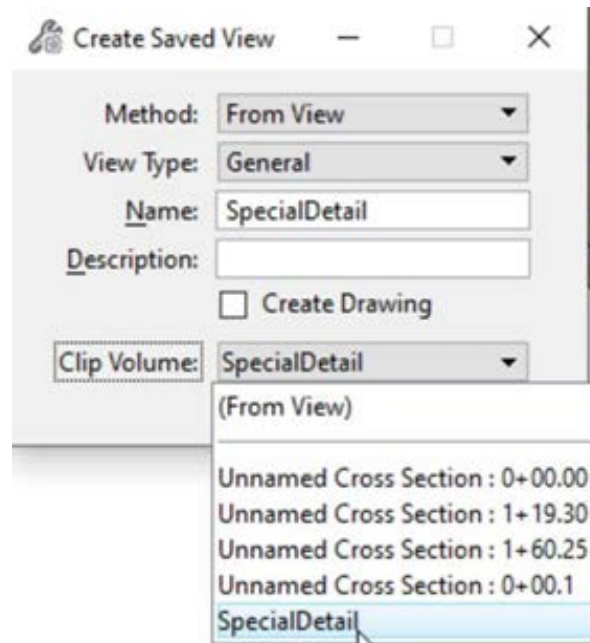 Create Saved View
Method: From View
View Type: General
Name: SpecialDetail
Description:
Create Drawing
Clip Volume: SpecialDetail
(From View)
Unnamed Cross Section : 0+00.00
Unnamed Cross Section : 1+19.30
Unnamed Cross Section : 1+60.25
Unnamed Cross Section : 0+00.1
SpecialDetail